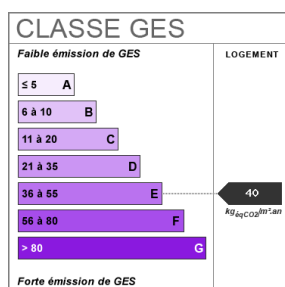 CLASSE GES
Faible émission de GES
LOGEMENT
≤ 5 A
6 à 10 B
11 à 20 C
21 à 35 D
36 à 55 E
40
kgéqCO2/m².an
56 à 80 F
> 80 G
Forte émission de GES